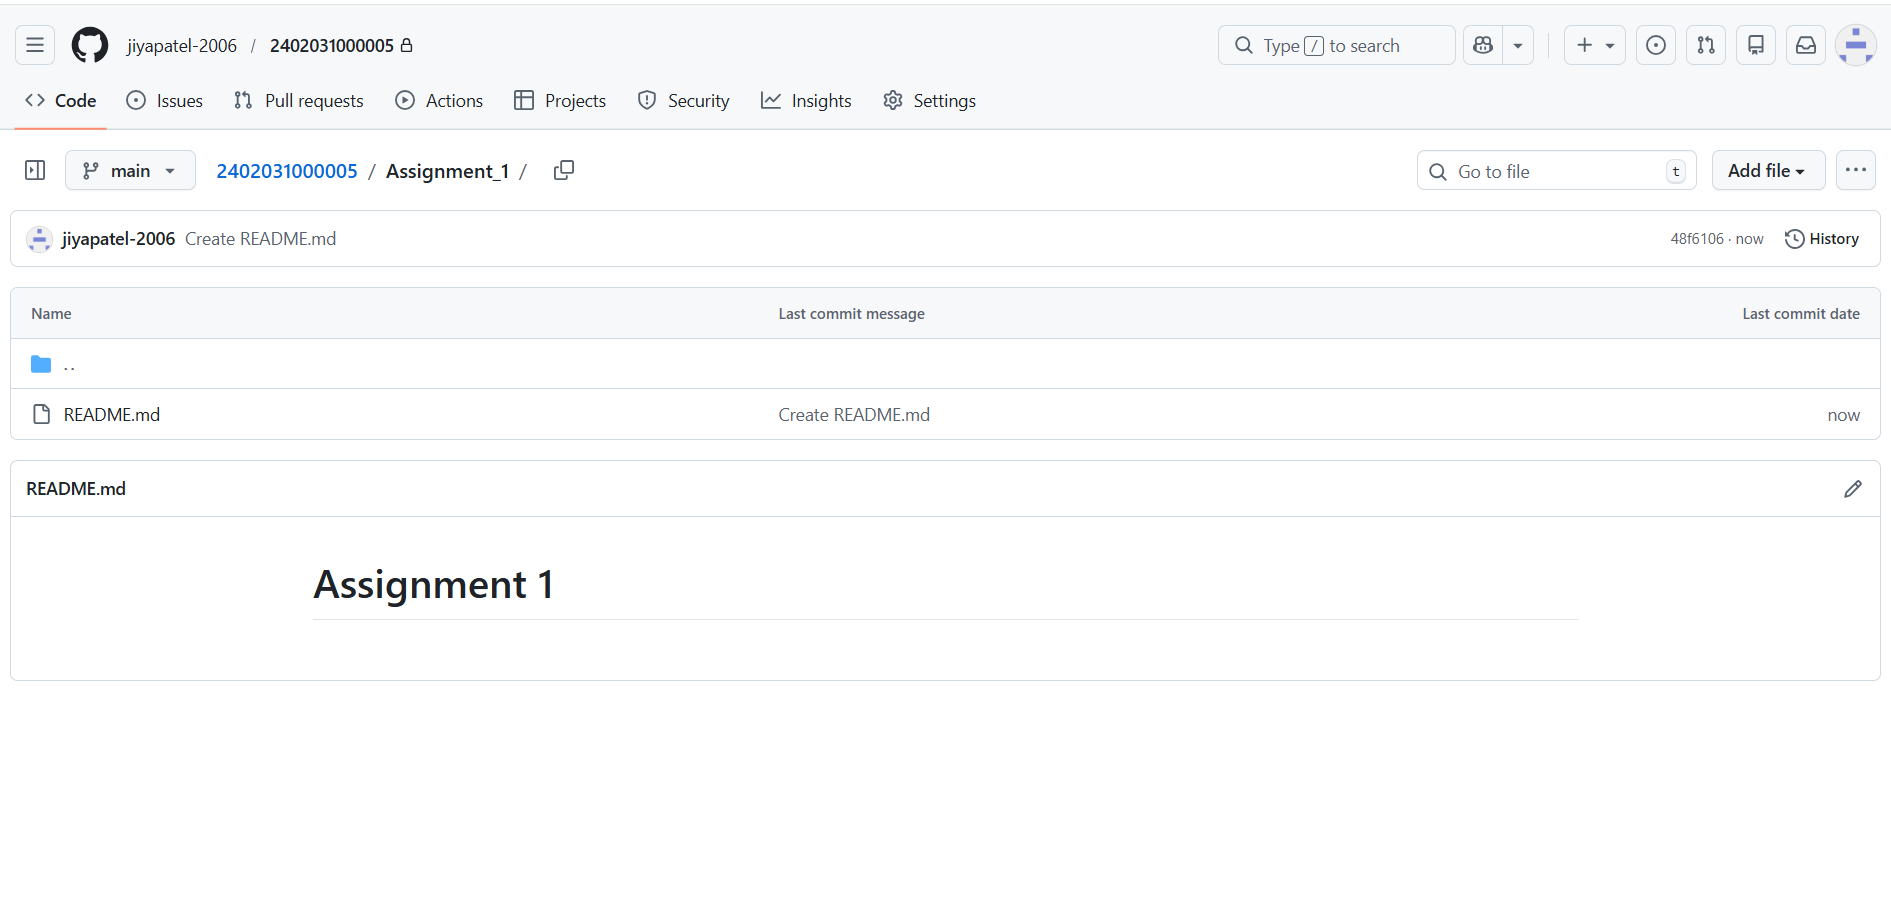 jiyapatel-2006 / 2402031000005
Type / to search
Code Issues Pull requests Actions Projects Security Insights Settings
main 2402031000005 / Assignment_1 /
Go to file t Add file
jiyapatel-2006 Create README.md 48f6106 · now History
Name Last commit message Last commit date
..
README.md Create README.md now
README.md
Assignment 1